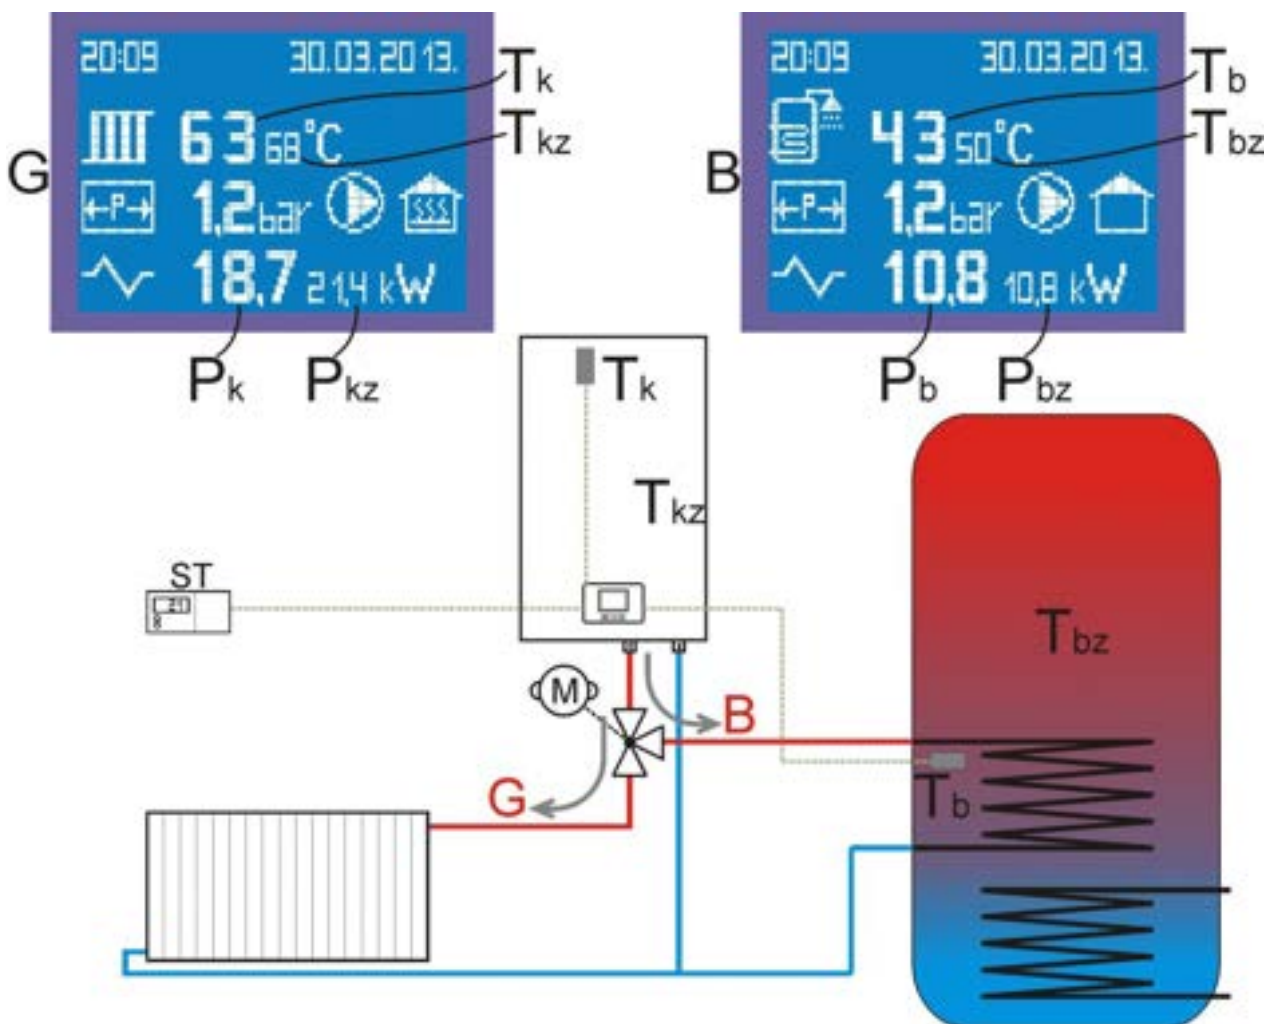 20:09 30.03.2013.
63 68°C
P
1,2bar
18,7 21,4 kW
G
Tk
Tkz
Pk
Pkz
20:09 30.03.2013.
43 50°C
P
1,2bar
10,8 10,8 kW
B
Tb
Tbz
Pb
Pbz
Tk
Tkz
ST
M
B
G
Tbz
Tb